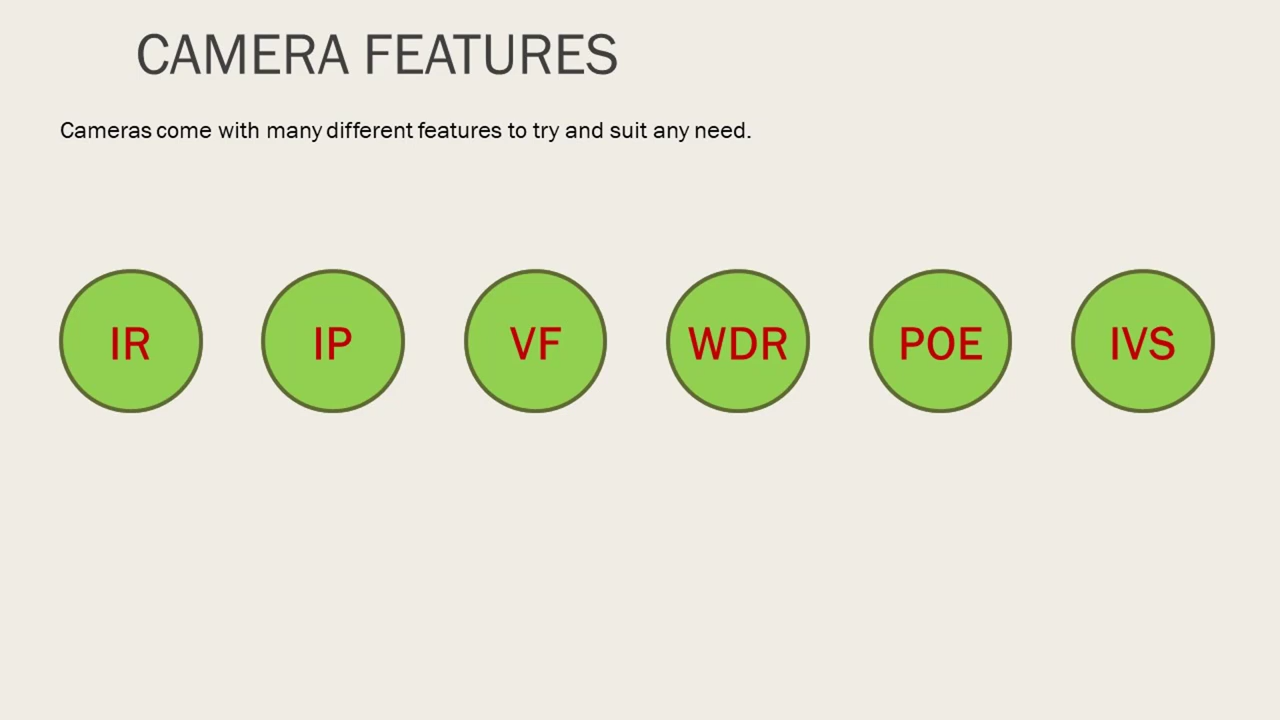 CAMERA FEATURES
Cameras come with many different features to try and suit any need.
IR IP VF WDR POE IVS